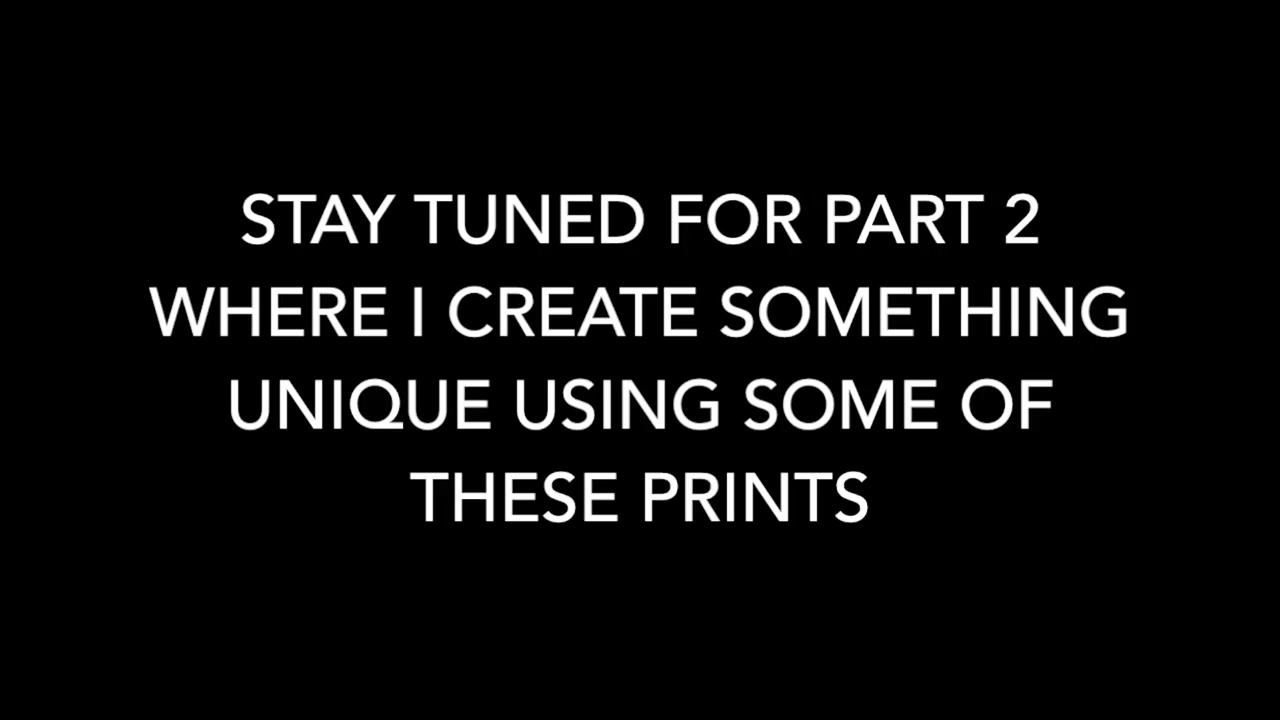 STAY TUNED FOR PART 2
WHERE I CREATE SOMETHING
UNIQUE USING SOME OF
THESE PRINTS